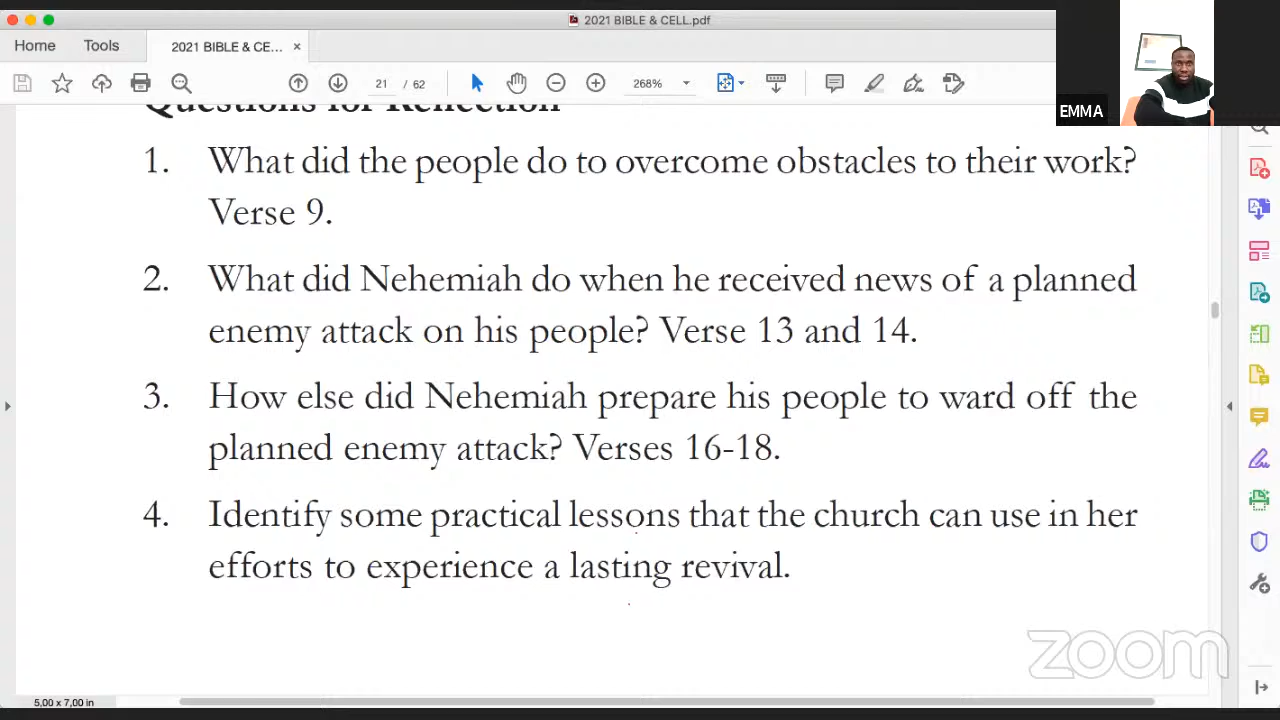 2021 BIBLE & CELL.pdf
Home Tools 2021 BIBLE & CE... ×
21 / 62 268%
EMMA
Questions for Reflection
1. What did the people do to overcome obstacles to their work?
Verse 9.
2. What did Nehemiah do when he received news of a planned
enemy attack on his people? Verse 13 and 14.
3. How else did Nehemiah prepare his people to ward off the
planned enemy attack? Verses 16-18.
4. Identify some practical lessons that the church can use in her
efforts to experience a lasting revival.
zoom
5,00 x 7,00 in